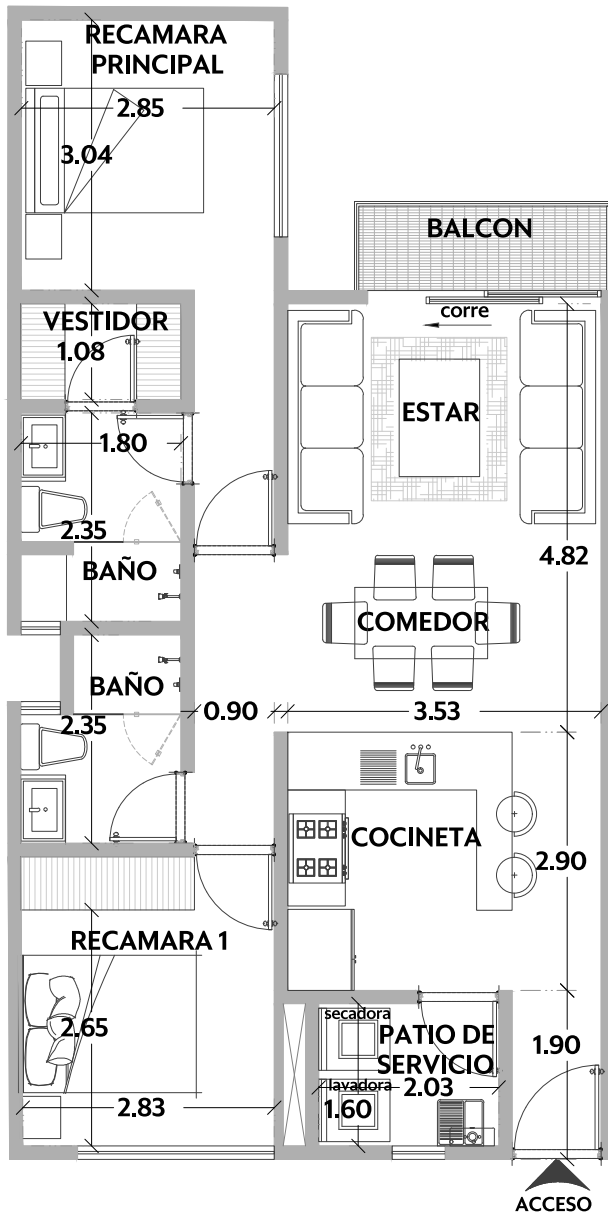 RECAMARA
PRINCIPAL
2.85
3.04
BALCON
VESTIDOR
1.08
corre
ESTAR
1.80
2.35
4.82
BAÑO
COMEDOR
BAÑO
0.90
3.53
2.35
COCINETA
2.90
RECAMARA 1
secadora
2.65
PATIO DE
SERVICIO
1.90
lavadora
2.03
2.83
1.60
ACCESO